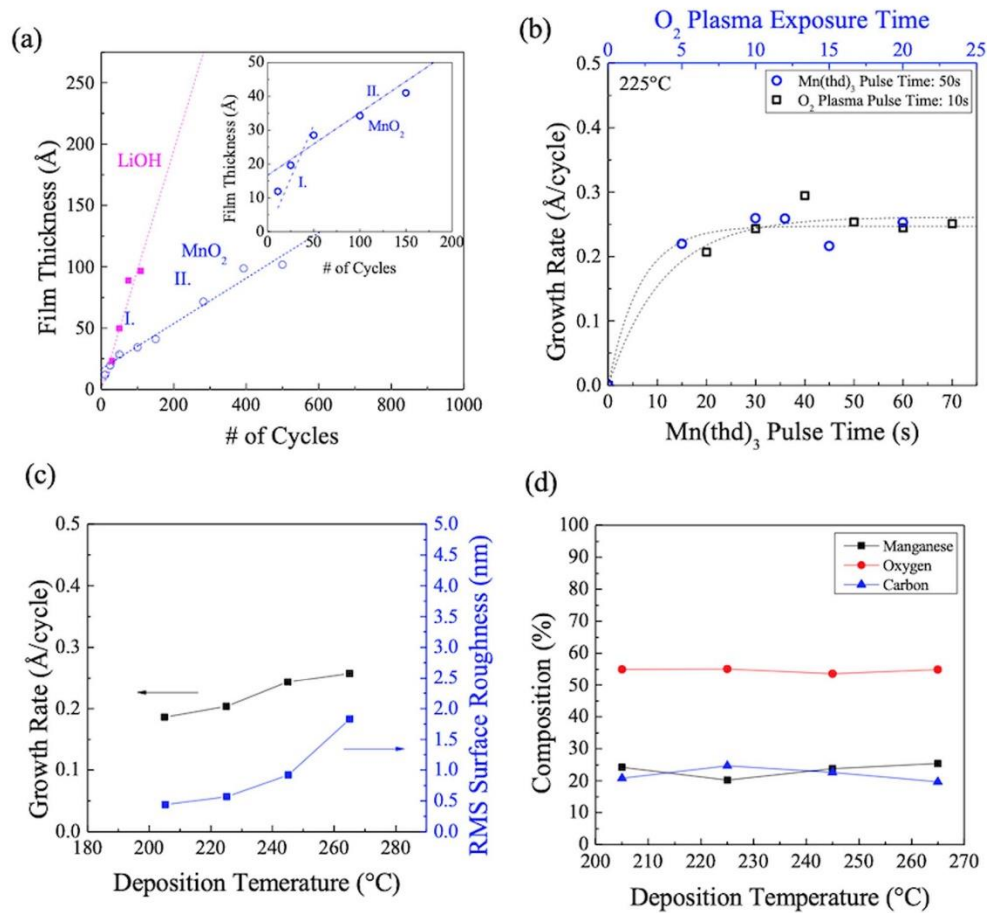 (a)
Film Thickness (Å)
250
225
200
175
150
125
100
75
50
25
0
0 200 400 600 800 1000
# of Cycles
LiOH
MnO2
II.
I.
Film Thickness (Å)
50
40
30
20
10
0
0 50 100 150 200
# of Cycles
II.
MnO2
I.
(b)
O2 Plasma Exposure Time
0 5 10 15 20 25
225°C
Mn(thd)3 Pulse Time: 50s
O2 Plasma Pulse Time: 10s
Growth Rate (Å/cycle)
0.5
0.4
0.3
0.2
0.1
0.0
0 10 20 30 40 50 60 70
Mn(thd)3 Pulse Time (s)
(c)
Growth Rate (Å/cycle)
0.5
0.4
0.3
0.2
0.1
0.0
180 200 220 240 260 280
Deposition Temerature (°C)
5.0
4.5
4.0
3.5
3.0
2.5
2.0
1.5
1.0
0.5
0.0
RMS Surface Roughness (nm)
(d)
Composition (%)
100
90
80
70
60
50
40
30
20
10
0
200 210 220 230 240 250 260 270
Deposition Temperature (°C)
Manganese
Oxygen
Carbon